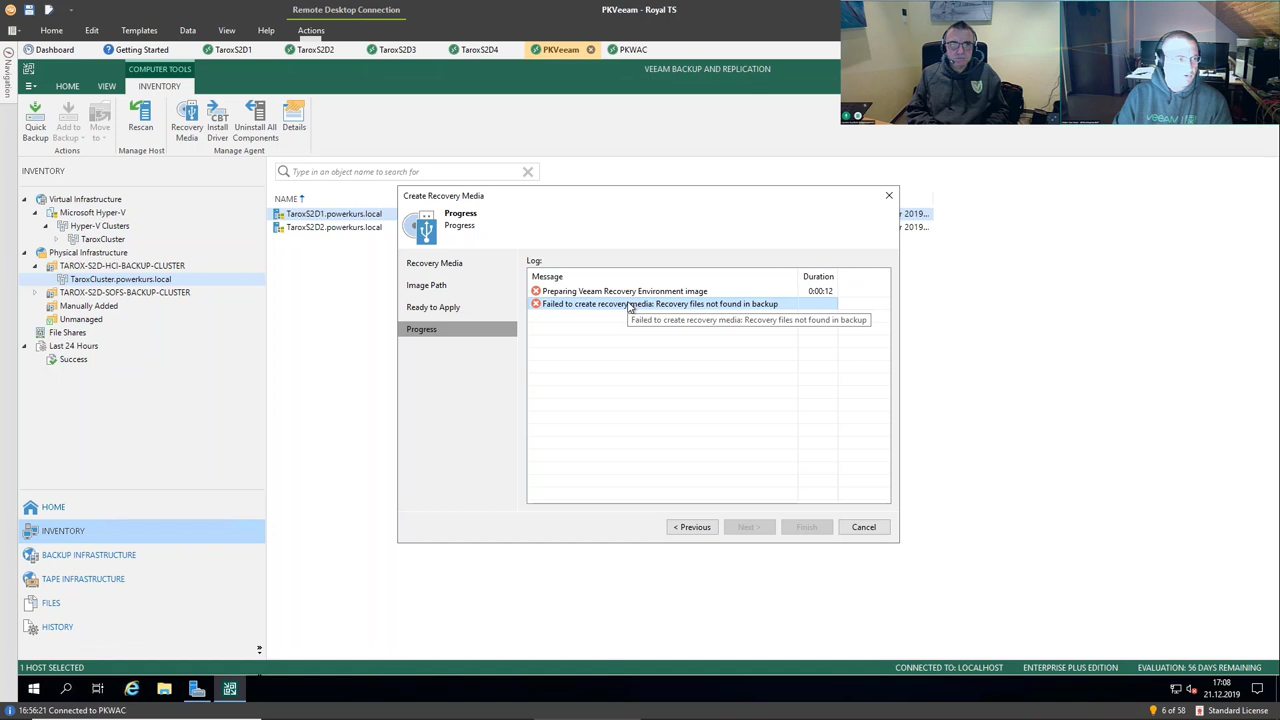 Remote Desktop Connection
PKVeeam - Royal TS
Home Edit Templates Data View Help Actions
Navigation
Dashboard Getting Started TaroxS2D1 TaroxS2D2 TaroxS2D3 TaroxS2D4 PKVeeam PKWAC
COMPUTER TOOLS
VEEAM BACKUP AND REPLICATION
HOME VIEW INVENTORY
Quick Backup
Add to Backup
Move to
Rescan
Recovery Media
Install Driver
CBT
Uninstall All Components
Details
Actions Manage Host Manage Agent
INVENTORY
Virtual Infrastructure
Microsoft Hyper-V
Hyper-V Clusters
TaroxCluster
Physical Infrastructure
TAROX-S2D-HCI-BACKUP-CLUSTER
TaroxCluster.powerkurs.local
TAROX-S2D-SOFS-BACKUP-CLUSTER
Manually Added
Unmanaged
File Shares
Last 24 Hours
Success
HOME
INVENTORY
BACKUP INFRASTRUCTURE
TAPE INFRASTRUCTURE
FILES
HISTORY
Type in an object name to search for
NAME
TaroxS2D1.powerkurs.local
r 2019...
TaroxS2D2.powerkurs.local
r 2019...
Create Recovery Media
Progress
Progress
Recovery Media
Image Path
Ready to Apply
Progress
Log:
Message Duration
Preparing Veeam Recovery Environment image 0:00:12
Failed to create recovery media: Recovery files not found in backup
Failed to create recovery media: Recovery files not found in backup
< Previous Next > Finish Cancel
veeam
1 HOST SELECTED
CONNECTED TO: LOCALHOST ENTERPRISE PLUS EDITION EVALUATION: 56 DAYS REMAINING
17:08
21.12.2019
16:56:21 Connected to PKWAC
6 of 58 Standard License